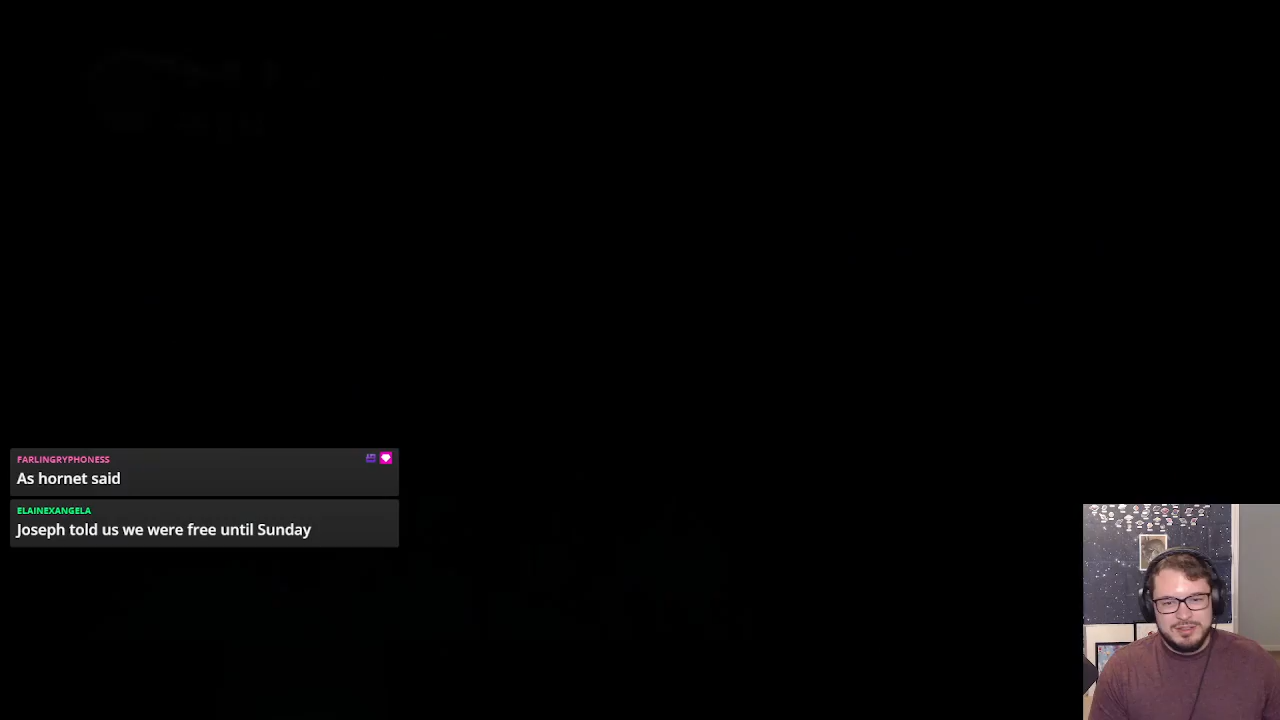 FARLINGRYPHONESS
As hornet said
ELAINEXANGELA
Joseph told us we were free until Sunday